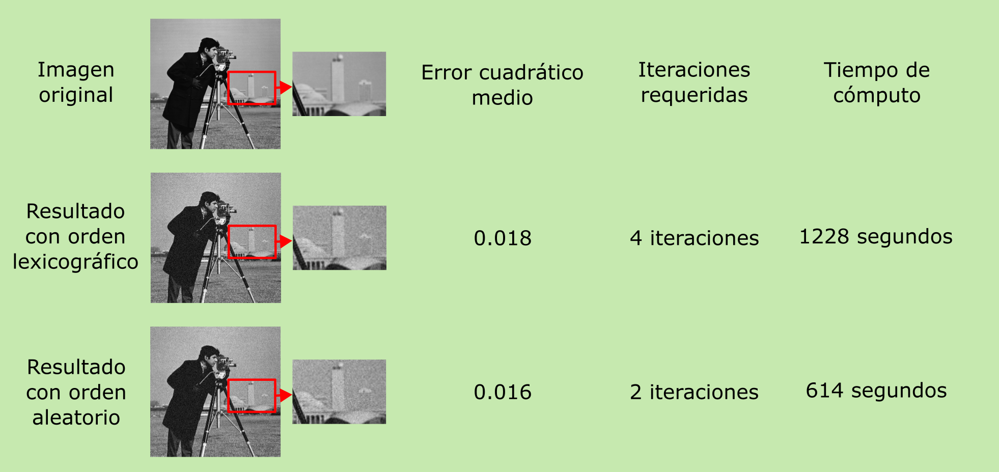 Imagen
original
Error cuadrático
medio
Iteraciones
requeridas
Tiempo de
cómputo
Resultado
con orden
lexicográfico
0.018
4 iteraciones
1228 segundos
Resultado
con orden
aleatorio
0.016
2 iteraciones
614 segundos